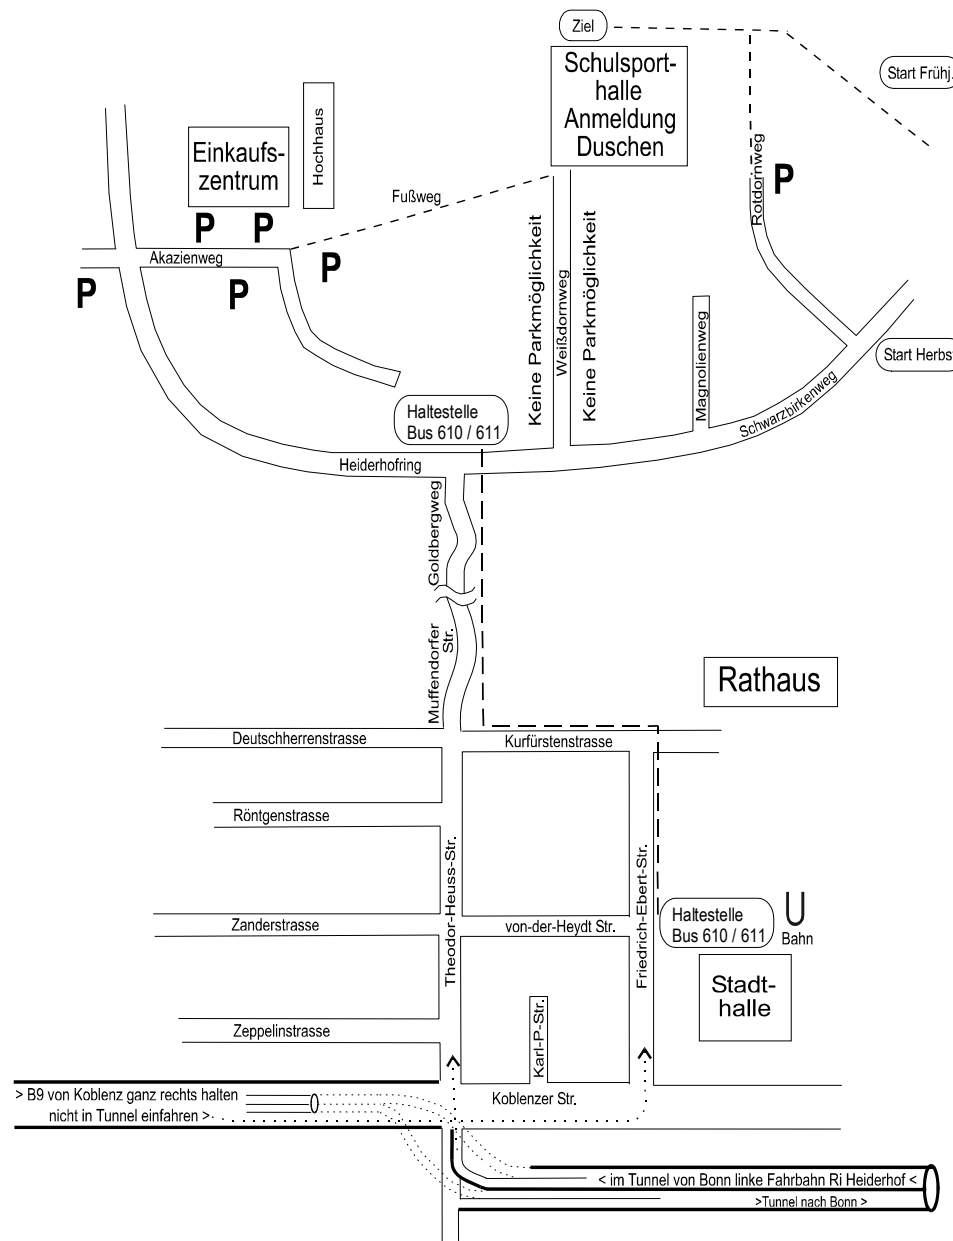 Ziel
Schulsport-
halle
Anmeldung
Duschen
Start Frühj.
Hochhaus
Einkaufs-
zentrum
Fußweg
Rotdornweg
P
P
P
P
P
P
Akazienweg
Keine Parkmöglichkeit
Weißdornweg
Keine Parkmöglichkeit
Magnolienweg
Start Herbst
Schwarzbirkenweg
Haltestelle
Bus 610 / 611
Heiderhofring
Goldbergweg
Muffendorfer
Str.
Rathaus
Deutschherrenstrasse
Kurfürstenstrasse
Röntgenstrasse
Theodor-Heuss-Str.
Friedrich-Ebert-Str.
Zanderstrasse
von-der-Heydt Str.
Haltestelle
Bus 610 / 611
U
Bahn
Stadt-
halle
Karl-P-Str.
Zeppelinstrasse
> B9 von Koblenz ganz rechts halten
nicht in Tunnel einfahren >
Koblenzer Str.
< im Tunnel von Bonn linke Fahrbahn Ri Heiderhof <
>Tunnel nach Bonn >